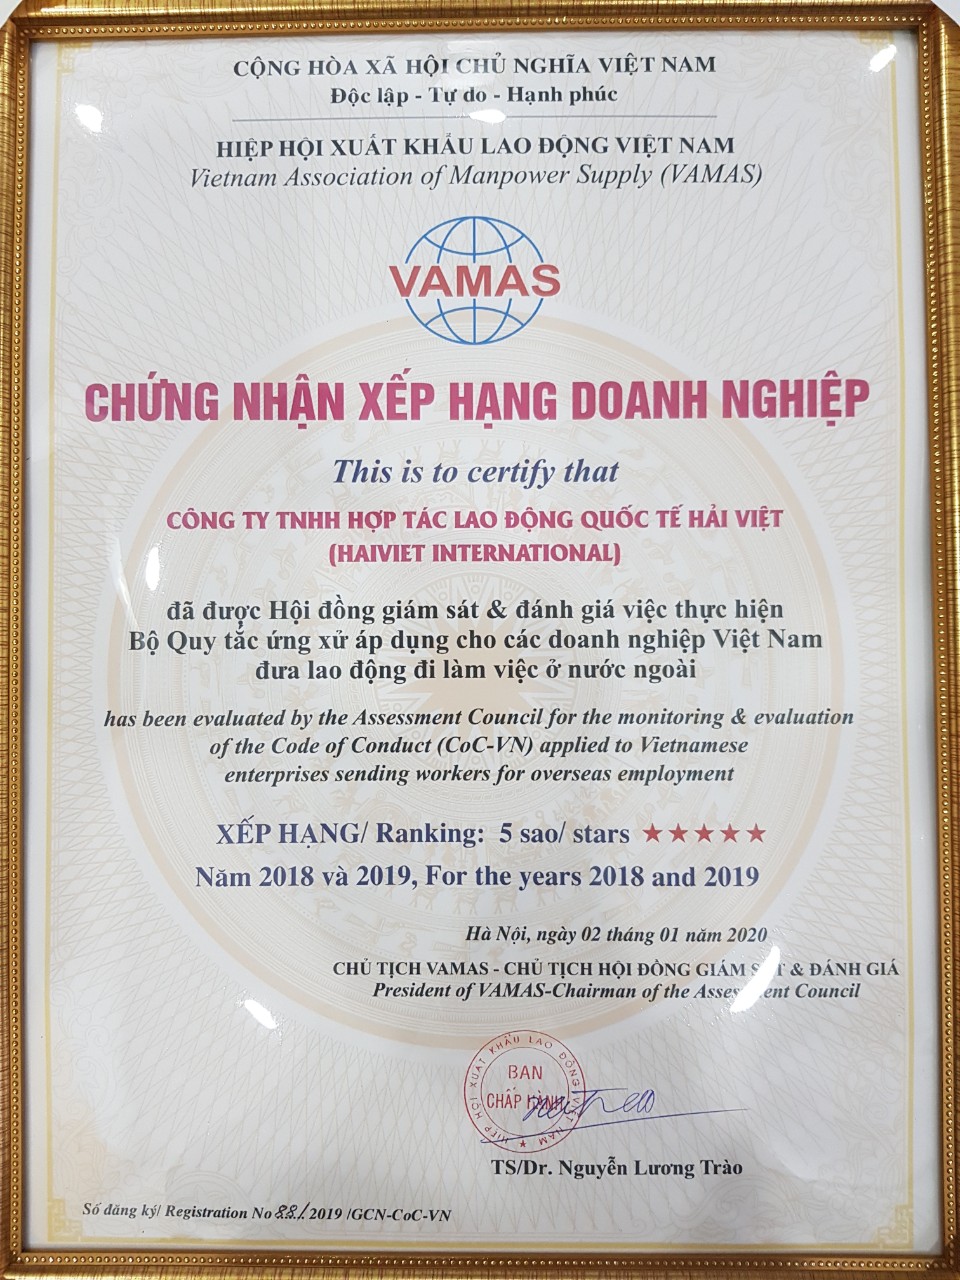 CỘNG HÒA XÃ HỘI CHỦ NGHĨA VIỆT NAM
Độc lập - Tự do - Hạnh phúc
HIỆP HỘI XUẤT KHẨU LAO ĐỘNG VIỆT NAM
Vietnam Association of Manpower Supply (VAMAS)
VAMAS
CHỨNG NHẬN XẾP HẠNG DOANH NGHIỆP
This is to certify that
CÔNG TY TNHH HỢP TÁC LAO ĐỘNG QUỐC TẾ HẢI VIỆT
(HAIVIET INTERNATIONAL)
đã được Hội đồng giám sát & đánh giá việc thực hiện
Bộ Quy tắc ứng xử áp dụng cho các doanh nghiệp Việt Nam
đưa lao động đi làm việc ở nước ngoài
has been evaluated by the Assessment Council for the monitoring & evaluation
of the Code of Conduct (CoC-VN) applied to Vietnamese
enterprises sending workers for overseas employment
XẾP HẠNG/ Ranking: 5 sao/ stars ★★★★★
Năm 2018 và 2019, For the years 2018 and 2019
Hà Nội, ngày 02 tháng 01 năm 2020
CHỦ TỊCH VAMAS - CHỦ TỊCH HỘI ĐỒNG GIÁM SÁT & ĐÁNH GIÁ
President of VAMAS-Chairman of the Assessment Council
HIỆP HỘI XUẤT KHẨU LAO ĐỘNG VIỆT NAM
BAN
CHẤP HÀNH
TS/Dr. Nguyễn Lương Trào
Số đăng ký/ Registration No 88./ 2019 /GCN-CoC-VN